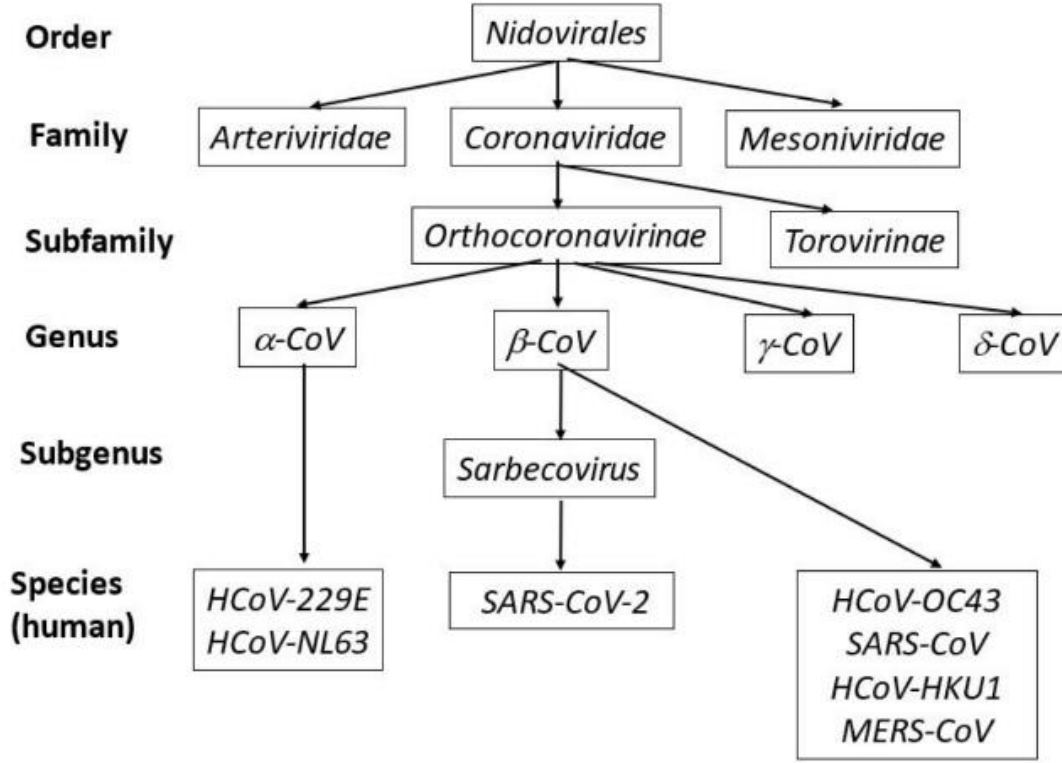 Order
Nidovirales
Family
Arteriviridae
Coronaviridae
Mesoniviridae
Subfamily
Orthocoronavirinae
Torovirinae
Genus
α-CoV
β-CoV
γ-CoV
δ-CoV
Subgenus
Sarbecovirus
Species
(human)
HCoV-229E
HCoV-NL63
SARS-CoV-2
HCoV-OC43
SARS-CoV
HCoV-HKU1
MERS-CoV